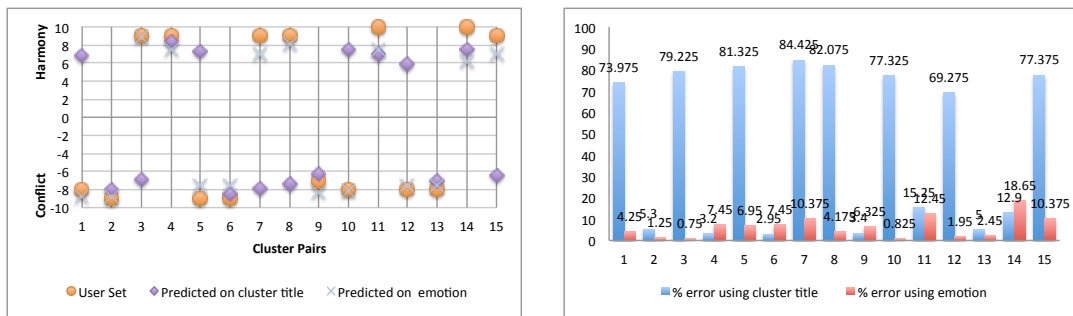 Harmony
Conflict
10
8
6
4
2
0
-2
-4
-6
-8
-10
1 2 3 4 5 6 7 8 9 10 11 12 13 14 15
Cluster Pairs
User Set Predicted on cluster title Predicted on emotion
100
90
80
70
60
50
40
30
20
10
0
73.975 5.3 79.225 3.2 81.325 2.95 84.425 82.075 3.4 77.325 15.25 69.275 5 12.9 77.375
4.25 1.25 0.75 7.45 6.95 7.45 10.375 4.175 6.325 0.825 12.45 1.95 2.45 18.65 10.375
1 2 3 4 5 6 7 8 9 10 11 12 13 14 15
% error using cluster title % error using emotion